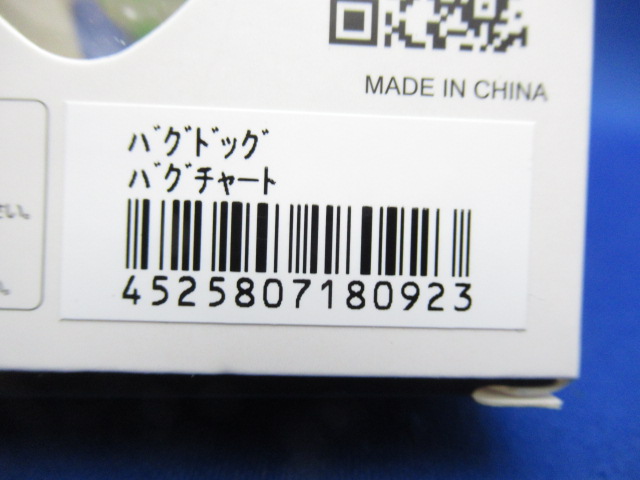 MADE IN CHINA
ﾊﾞｸﾞﾄﾞｯｸﾞ
ﾊﾞｸﾞﾁｬｰﾄ
4525807180923